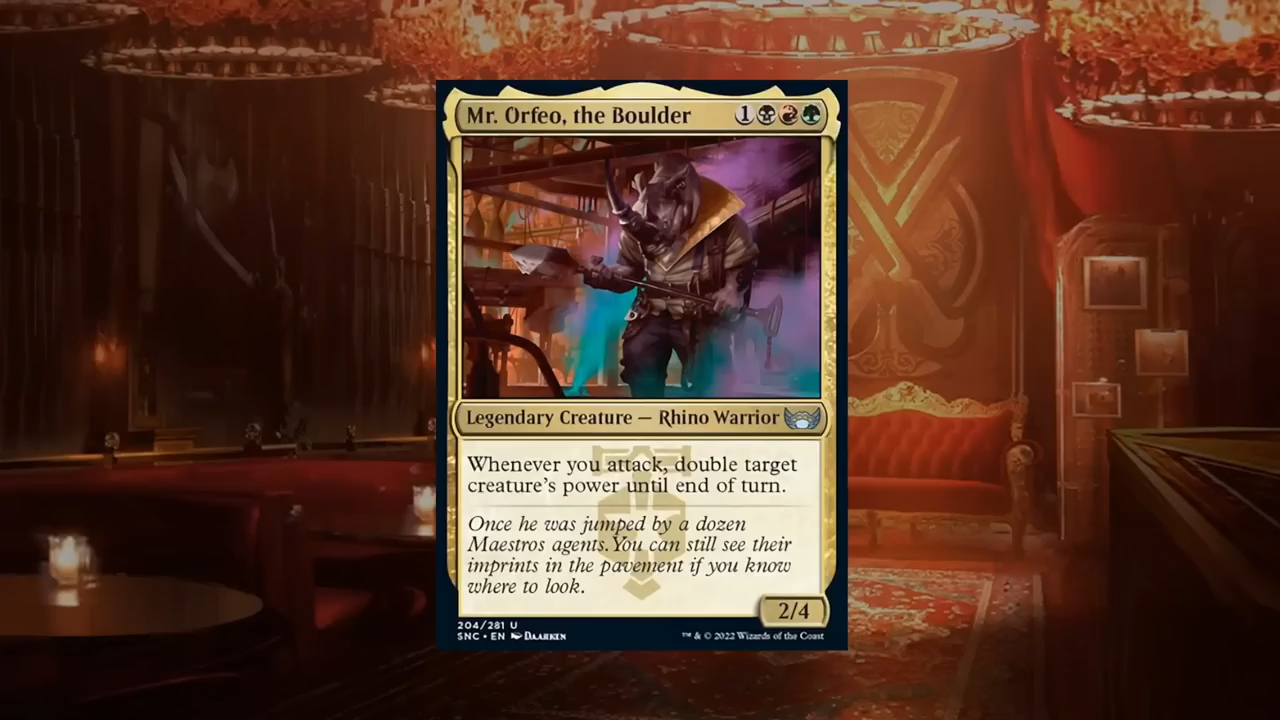 Mr. Orfeo, the Boulder 1
Legendary Creature — Rhino Warrior
Whenever you attack, double target
creature's power until end of turn.
Once he was jumped by a dozen
Maestros agents. You can still see their
imprints in the pavement if you know
where to look.
2/4
204/281 U
SNC • EN DAARKEN
™ & © 2022 Wizards of the Coast